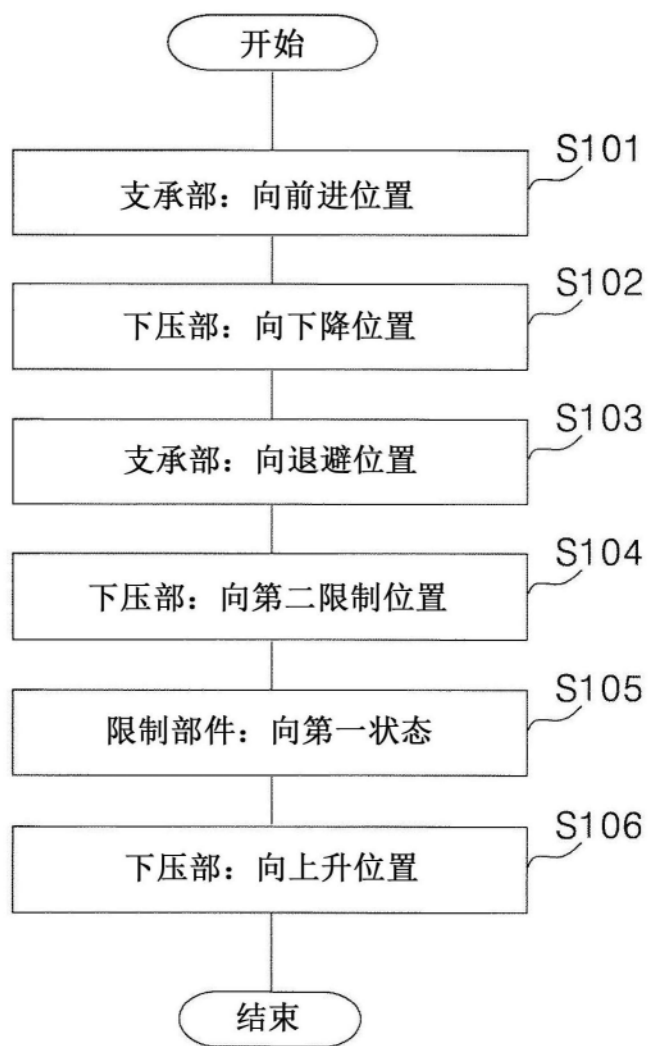 开始
S101
支承部：向前进位置
S102
下压部：向下降位置
S103
支承部：向退避位置
S104
下压部：向第二限制位置
S105
限制部件：向第一状态
S106
下压部：向上升位置
结束